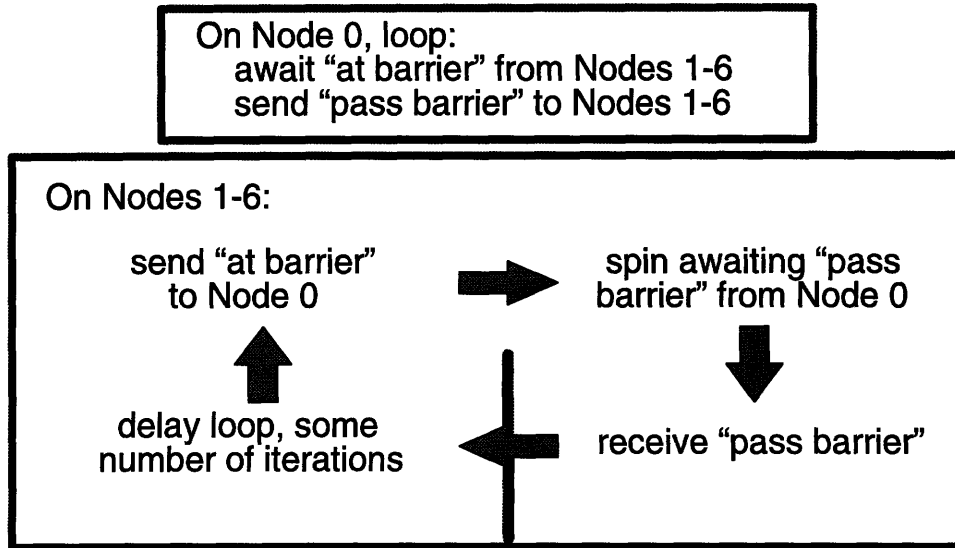 On Node 0, loop:
await “at barrier” from Nodes 1-6
send “pass barrier” to Nodes 1-6
On Nodes 1-6:
send “at barrier”
to Node 0
spin awaiting “pass
barrier” from Node 0
delay loop, some
number of iterations
receive “pass barrier”